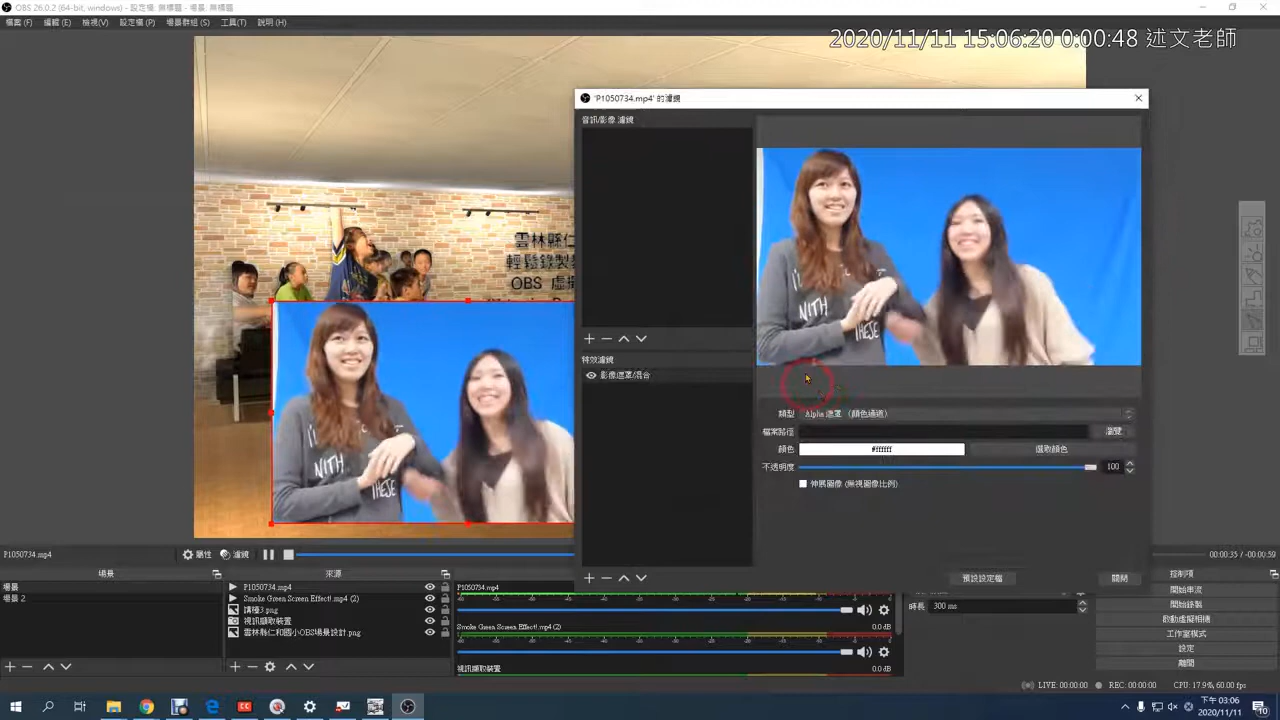 OBS 26.0.2 (64-bit, windows) - 設定檔: 無標題 - 場景: 無標題
檔案(F) 編輯(E) 檢視(V) 設定檔(P) 場景群組(S) 工具(T) 說明(H)
2020/11/11 15:06:20 0:00:48 述文老師
'P1050734.mp4' 的濾鏡
音訊/影像 濾鏡
雲林縣仁
輕鬆錄製
OBS 虛擬
NITH
THESE
NITH
THESE
特效濾鏡
影像遮罩/混合
類型 Alpha 遮罩 (顏色通道)
檔案路徑 瀏覽
顏色 #ffffff 選取顏色
不透明度 100
伸展圖像 (無視圖像比例)
預設設定檔 關閉
P1050734.mp4 屬性 濾鏡 00:00:35 / -00:00:59
場景 來源 控制項
場景
場景 2
P1050734.mp4
Smoke Green Screen Effect!.mp4 (2)
講桌3.png
視訊擷取裝置
雲林縣仁和國小OBS場景設計.png
P1050734.mp4
Smoke Green Screen Effect!.mp4 (2) 0.0 dB
視訊擷取裝置 0.0 dB
時長 300 ms
開始串流
開始錄製
啟動虛擬相機
工作室模式
設定
離開
LIVE: 00:00:00 REC: 00:00:00 CPU: 17.9%, 60.00 fps
下午 03:06
2020/11/11
10